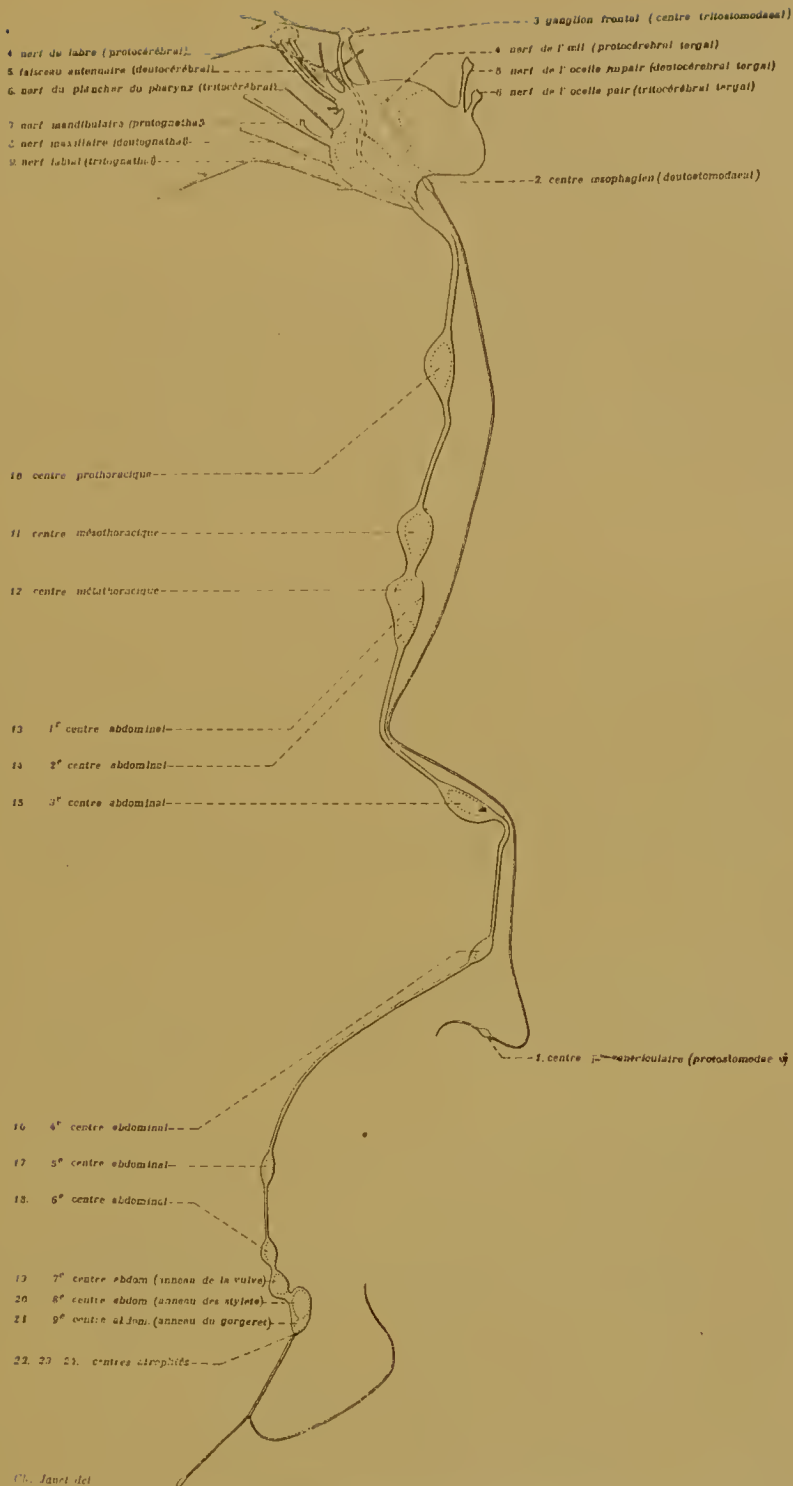 3 ganglion frontal (centre tritostomodaeal)
4 nerf du labre (protocérébral)
4 nerf de l'œil (protocérébral tergal)
5 faisceau antennaire (deutocérébral)
5 nerf de l'ocelle impair (deutocérébral tergal)
6. nerf du plancher du pharynx (tritocérébral)
6 nerf de l'ocelle pair (tritocérébral tergal)
7 nerf mandibulaire (protognathal)
8 nerf maxillaire (deutognathal)
9. nerf labial (tritognathal)
2. centre œsophagien (deutostomodaeal)
10 centre prothoracique
11 centre mésothoracique
12 centre métathoracique
13 1r centre abdominal
14 2e centre abdominal
15 3e centre abdominal
1. centre (protostomodae
16 4e centre abdominal
17 5e centre abdominal
18. 6e centre abdominal
19 7e centre abdom (anneau de la vulve)
20 8e centre abdom (anneau des stylets)
21 9e centre abdom. (anneau du gorgeret)
22. 23 24. centres atrophiés
Ch. Janet del